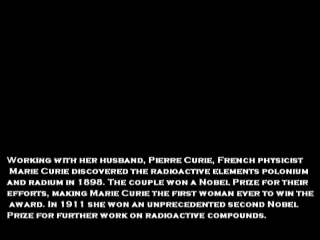 Working with her husband, Pierre Curie, French physicist
Marie Curie discovered the radioactive elements polonium
and radium in 1898. The couple won a Nobel Prize for their
efforts, making Marie Curie the first woman ever to win the
award. In 1911 she won an unprecedented second Nobel
Prize for further work on radioactive compounds.